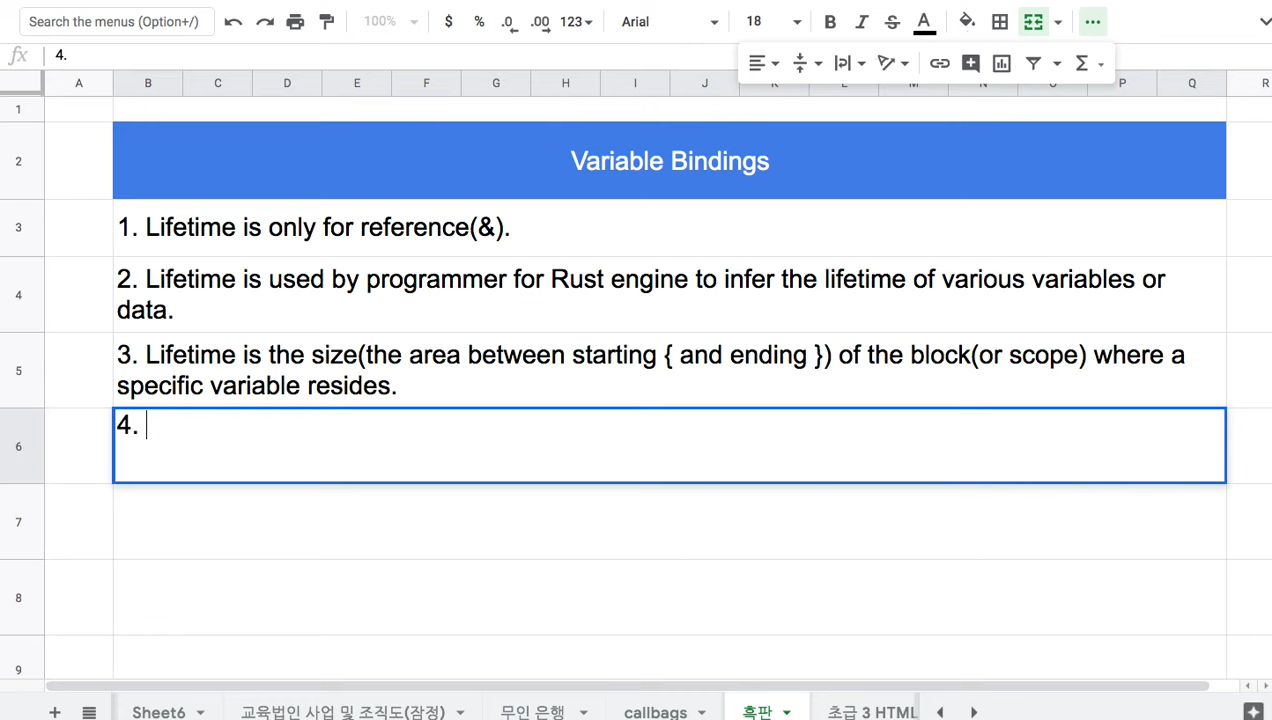 Search the menus (Option+/)
100%
$ % .0 .00 123
Arial
18
B I S A
fx 4.
A B C D E F G H I J K L M N O P Q R
1
2 Variable Bindings
3 1. Lifetime is only for reference(&).
4 2. Lifetime is used by programmer for Rust engine to infer the lifetime of various variables or
data.
5 3. Lifetime is the size(the area between starting { and ending }) of the block(or scope) where a
specific variable resides.
6 4.
7
8
9
Sheet6 교육법인 사업 및 조직도(잠정) 무인 은행 callbags 흑판 초급 3 HTML